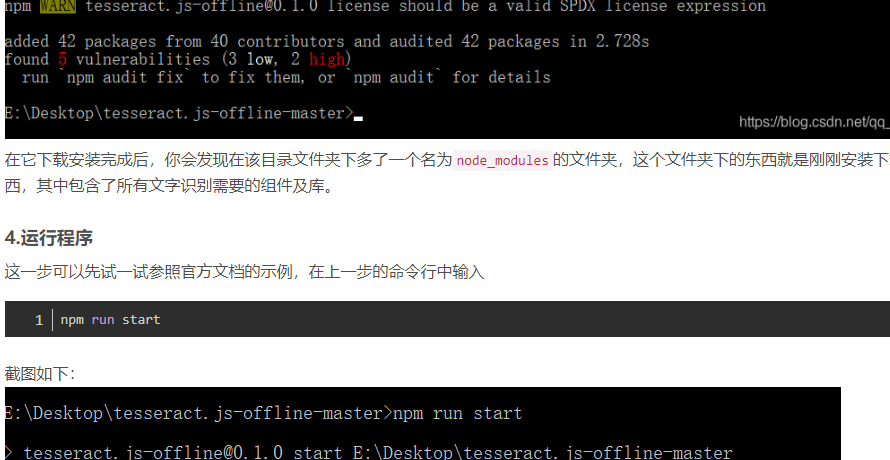 npm WARN tesseract.js-offline@0.1.0 license should be a valid SPDX license expression
added 42 packages from 40 contributors and audited 42 packages in 2.728s
found 5 vulnerabilities (3 low, 2 high)
run `npm audit fix` to fix them, or `npm audit` for details
E:\Desktop\tesseract.js-offline-master>
https://blog.csdn.net/qq_
在它下载安装完成后，你会发现在该目录文件夹下多了一个名为node_modules的文件夹，这个文件夹下的东西就是刚刚安装下
西，其中包含了所有文字识别需要的组件及库。
4.运行程序
这一步可以先试一试参照官方文档的示例，在上一步的命令行中输入
1 npm run start
截图如下：
E:\Desktop\tesseract.js-offline-master>npm run start
> tesseract.js-offline@0.1.0 start E:\Desktop\tesseract.js-offline-master